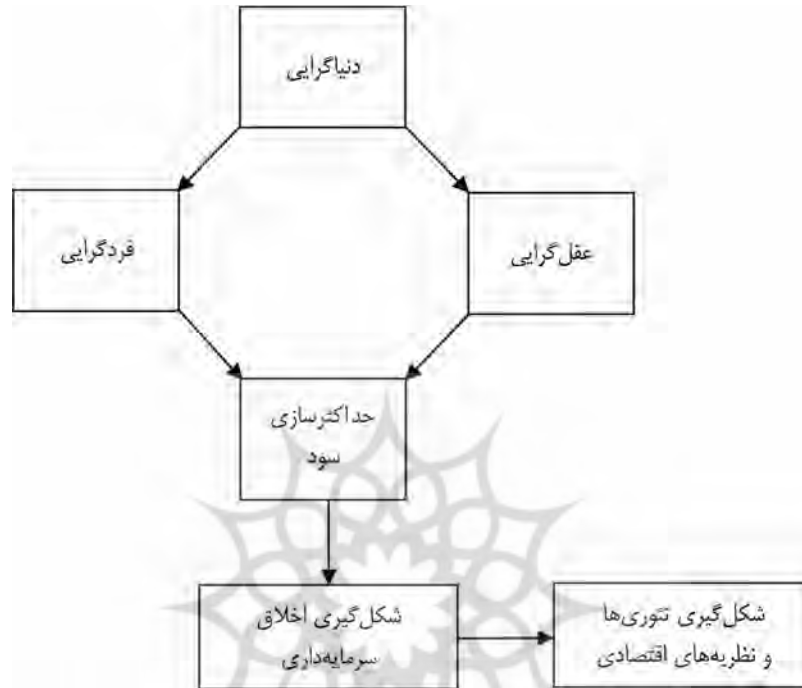 دنیاگرایی
عقل‌گرایی
فردگرایی
حداکثرسازی
سود
شکل‌گیری اخلاق
سرمایه‌داری
شکل‌گیری تئوری‌ها
و نظریه‌های اقتصادی